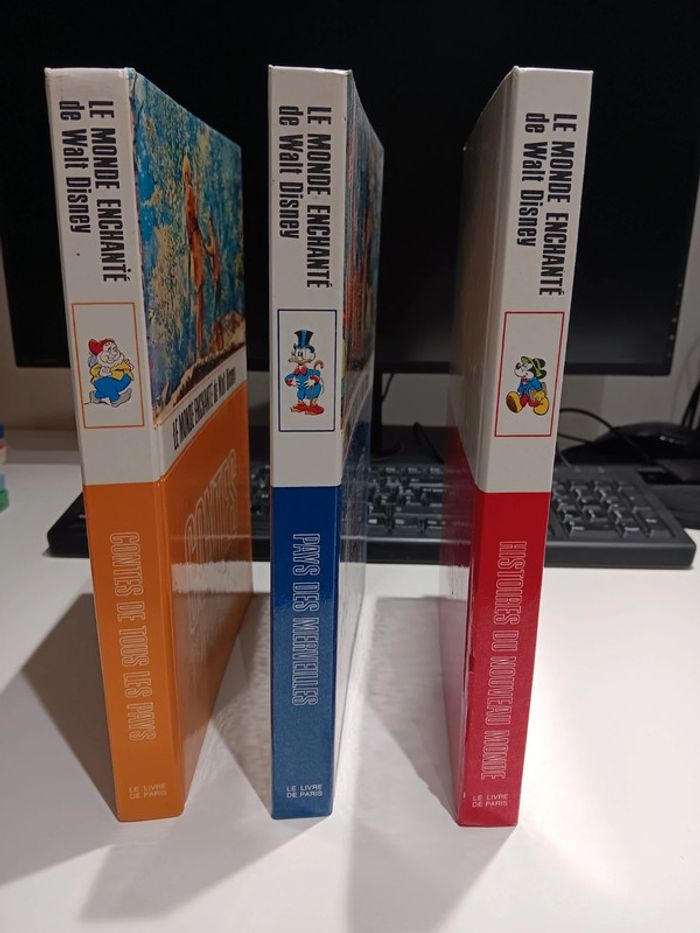 LE MONDE ENCHANTÉ
de Walt Disney
CONTES DE TOUS LES PAYS
LE LIVRE
DE PARIS
LE MONDE ENCHANTÉ de Walt Disney
CONTES
LE MONDE ENCHANTÉ
de Walt Disney
PAYS DES MERVEILLES
LE LIVRE
DE PARIS
LE MONDE ENCHANTÉ
de Walt Disney
HISTOIRES DU NOUVEAU MONDE
LE LIVRE
DE PARIS